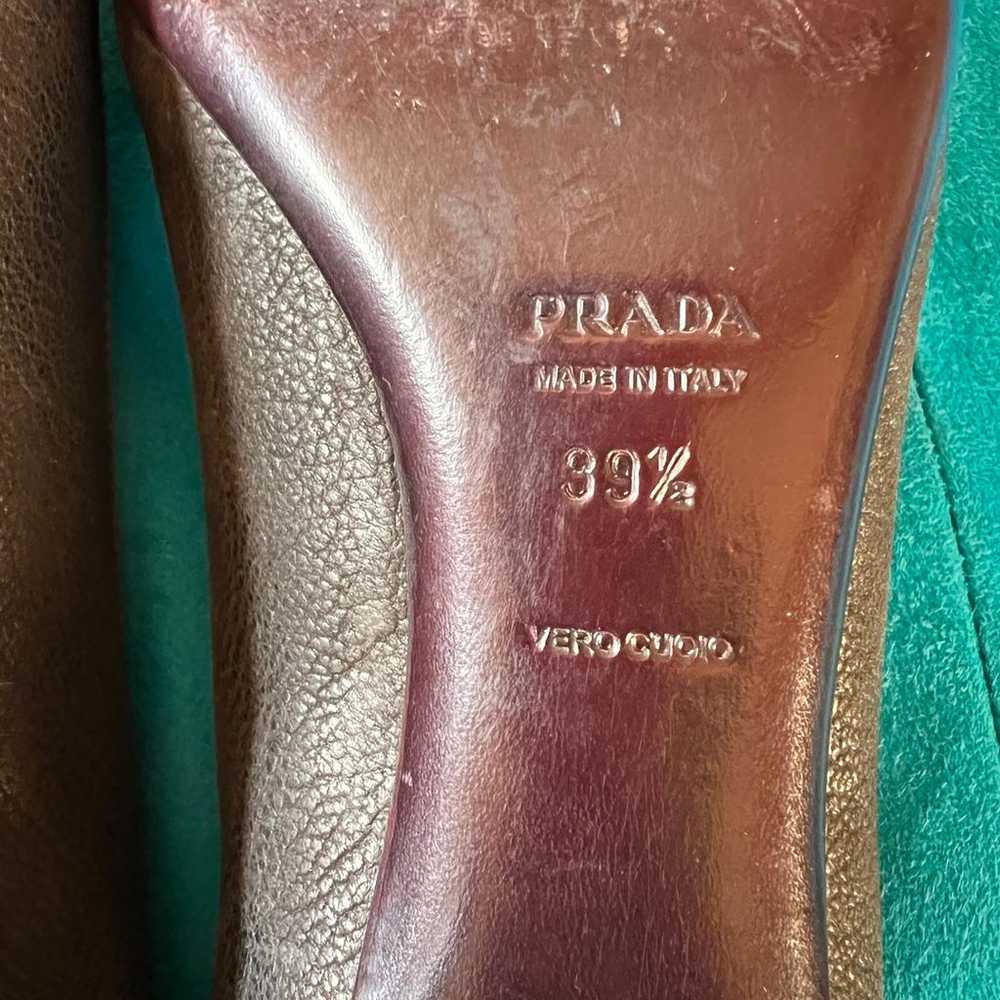 PRADA
MADE IN ITALY
39½
VERO CUOIO